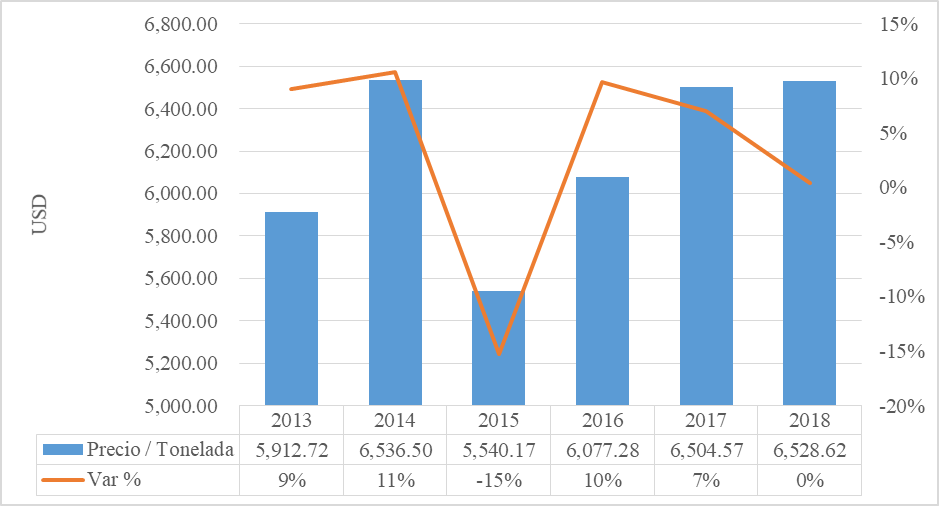 6,800.00 15%
6,600.00 10%
6,400.00
6,200.00 5%
6,000.00 0%
USD
5,800.00 -5%
5,600.00
-10%
5,400.00
5,200.00 -15%
5,000.00 -20%
2013 2014 2015 2016 2017 2018
Precio / Tonelada 5,912.72 6,536.50 5,540.17 6,077.28 6,504.57 6,528.62
Var % 9% 11% -15% 10% 7% 0%